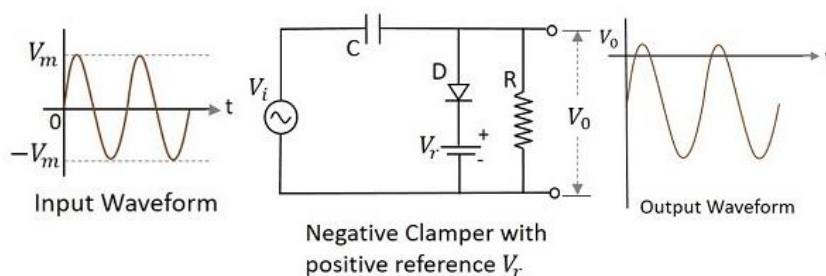 V_m
0
t
-V_m
Input Waveform
C
V_i
D
R
V_r
+
-
V_0
Negative Clamper with
positive reference V_r
V_0
Output Waveform